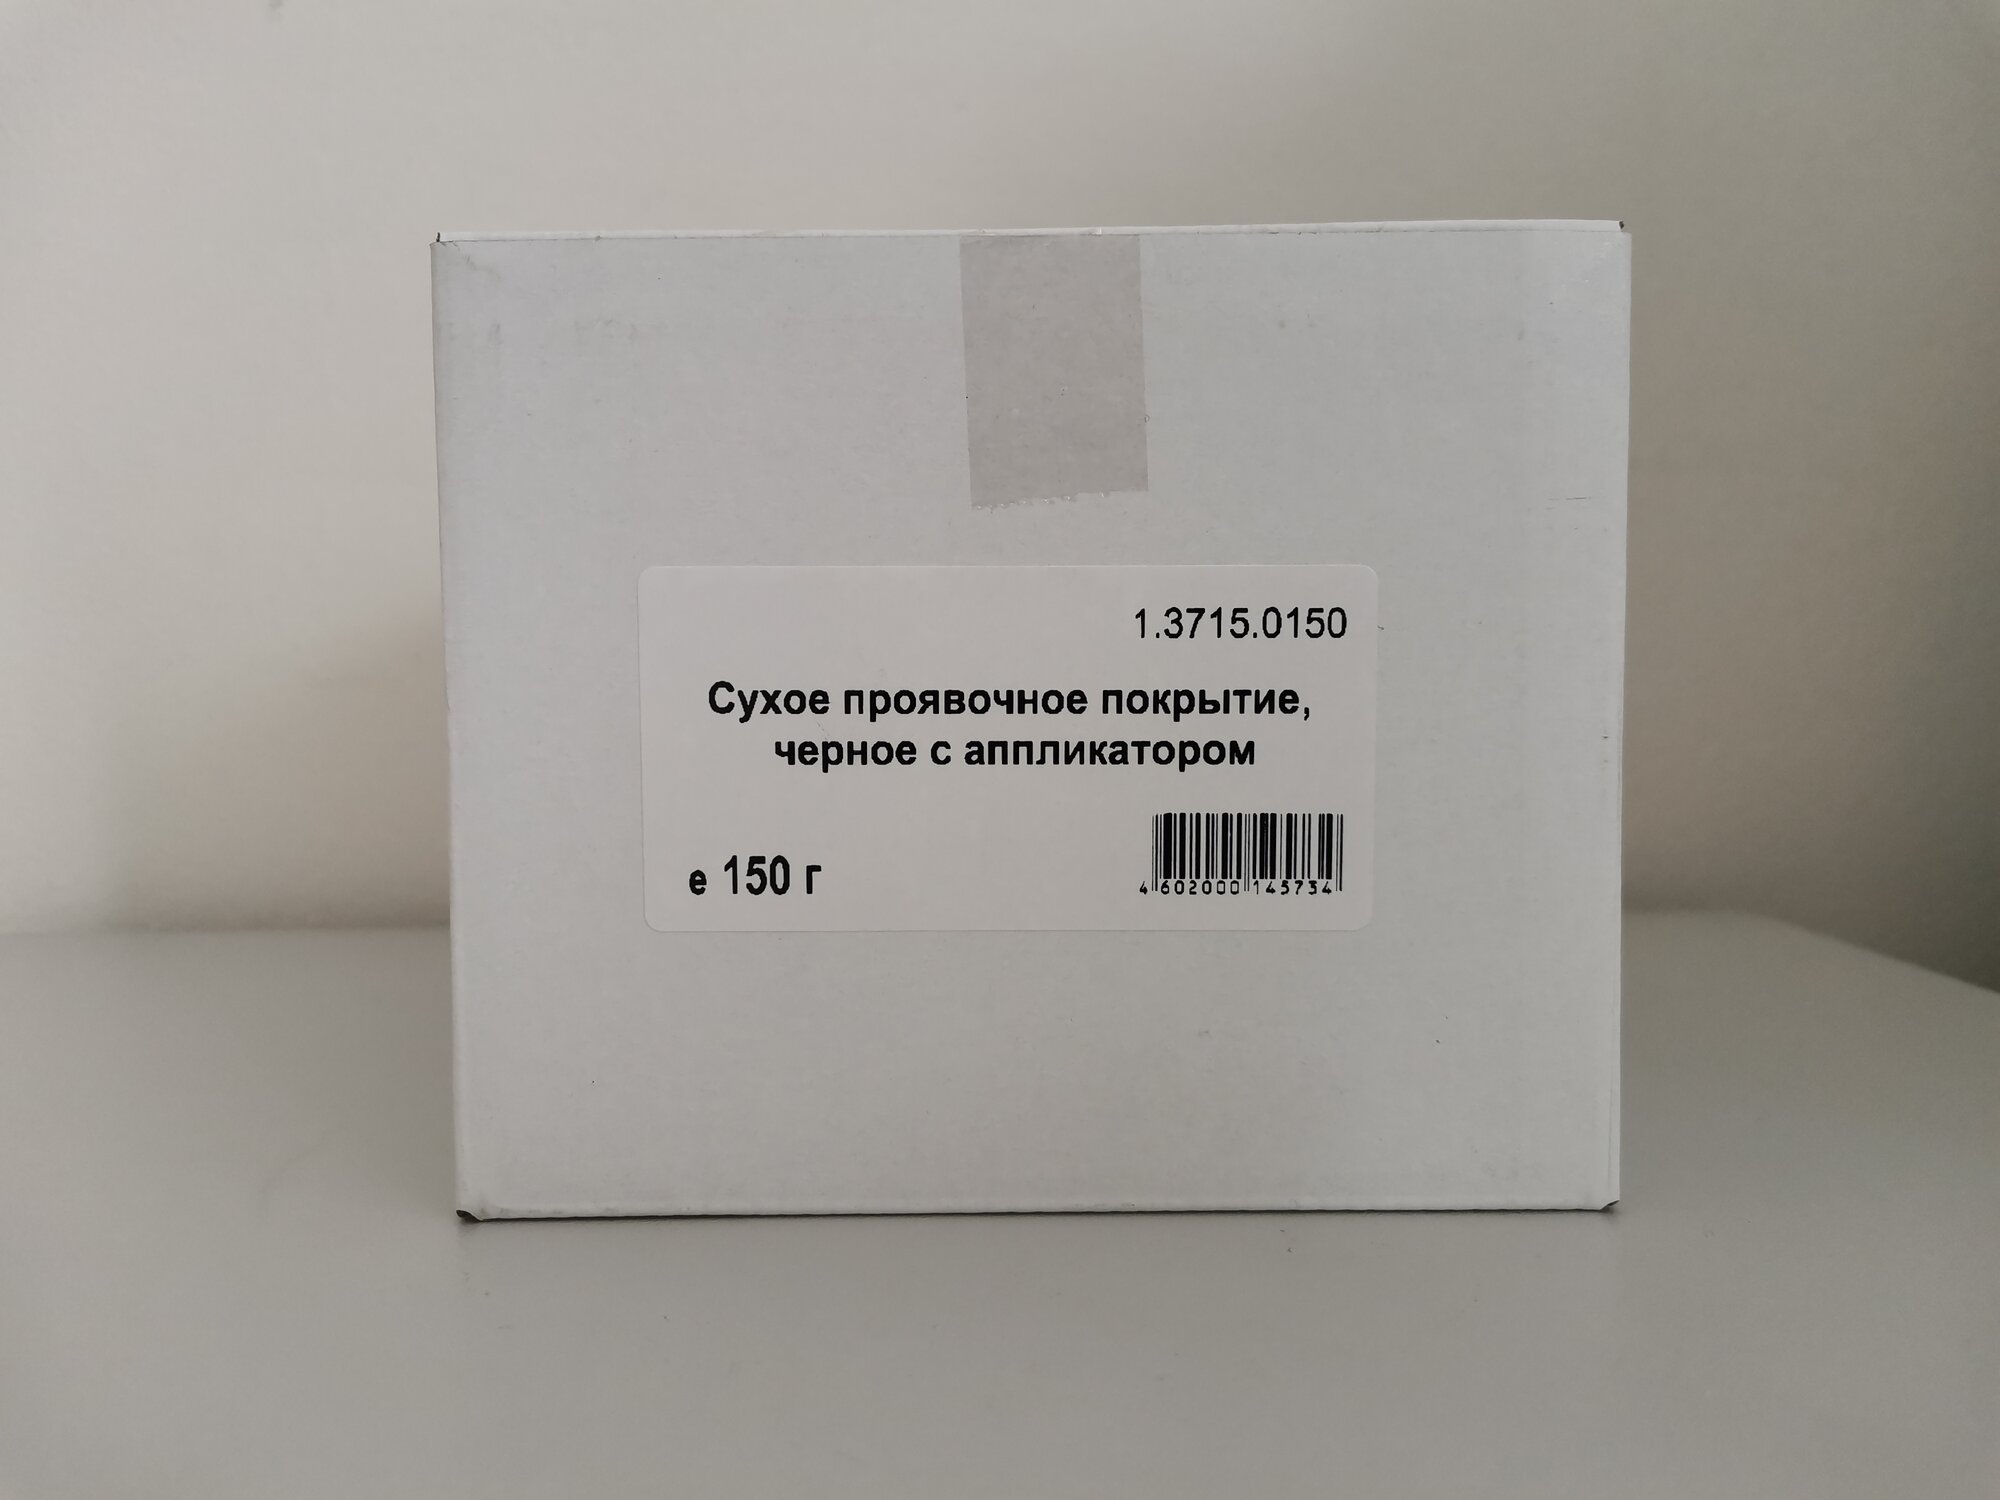 1.3715.0150
Сухое проявочное покрытие,
черное с аппликатором
е 150 г
4 602000 145734